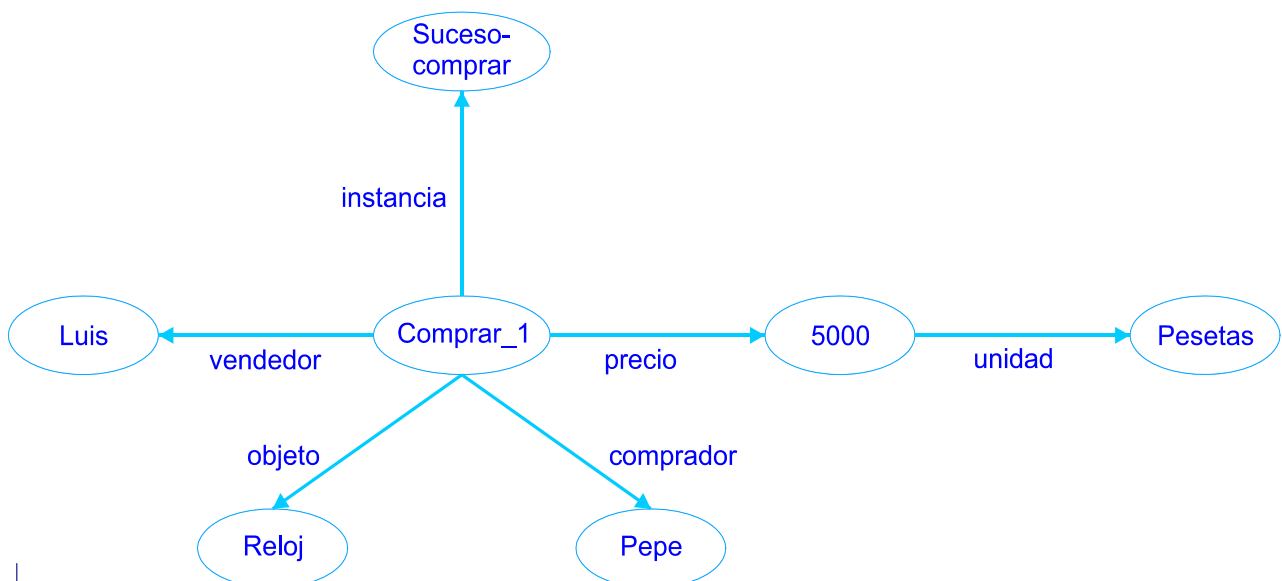 Suceso-
comprar
instancia
Luis
vendedor
Comprar_1
precio
5000
unidad
Pesetas
objeto
comprador
Reloj
Pepe